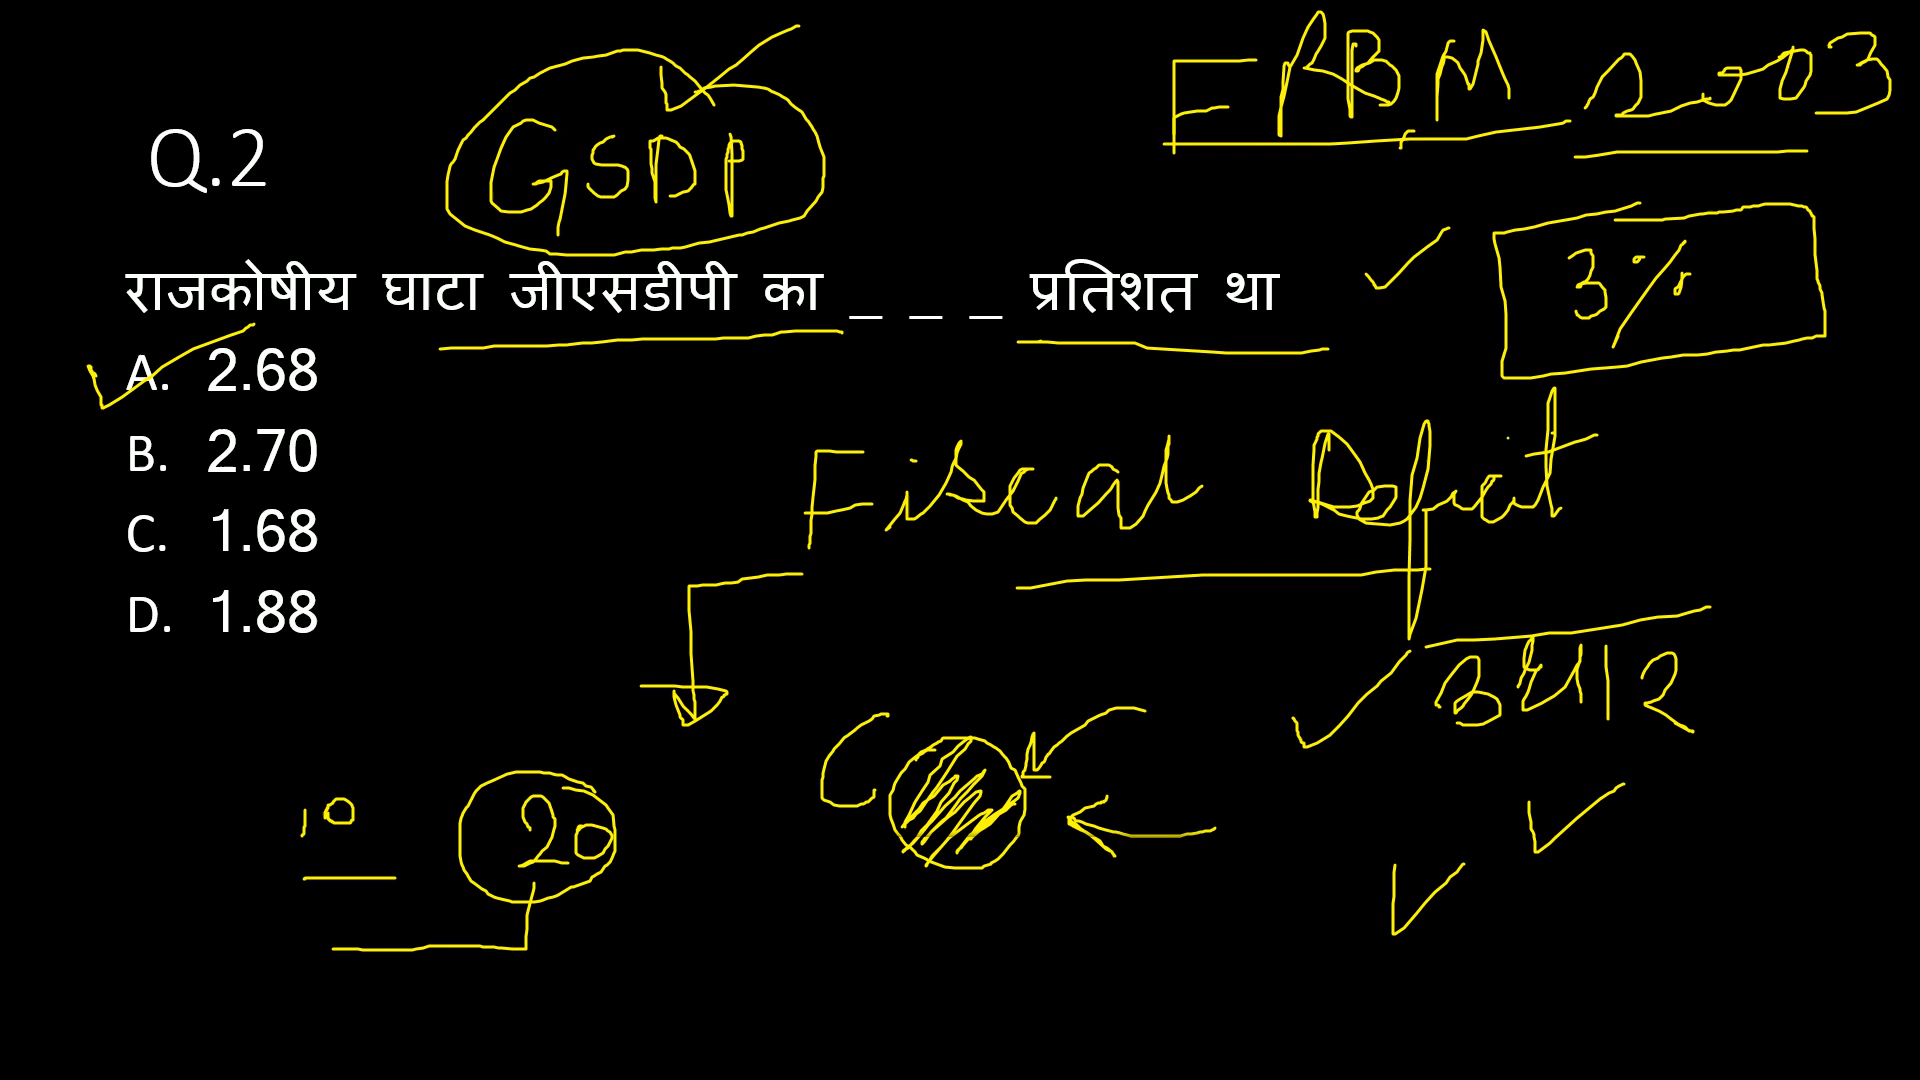 FRBM 2003
GSDP
Q.2
राजकोषीय घाटा जीएसडीपी का _ _ _ प्रतिशत था
3%
A. 2.68
B. 2.70
C. 1.68
D. 1.88
Fiscal Deficit
उधार
10 20